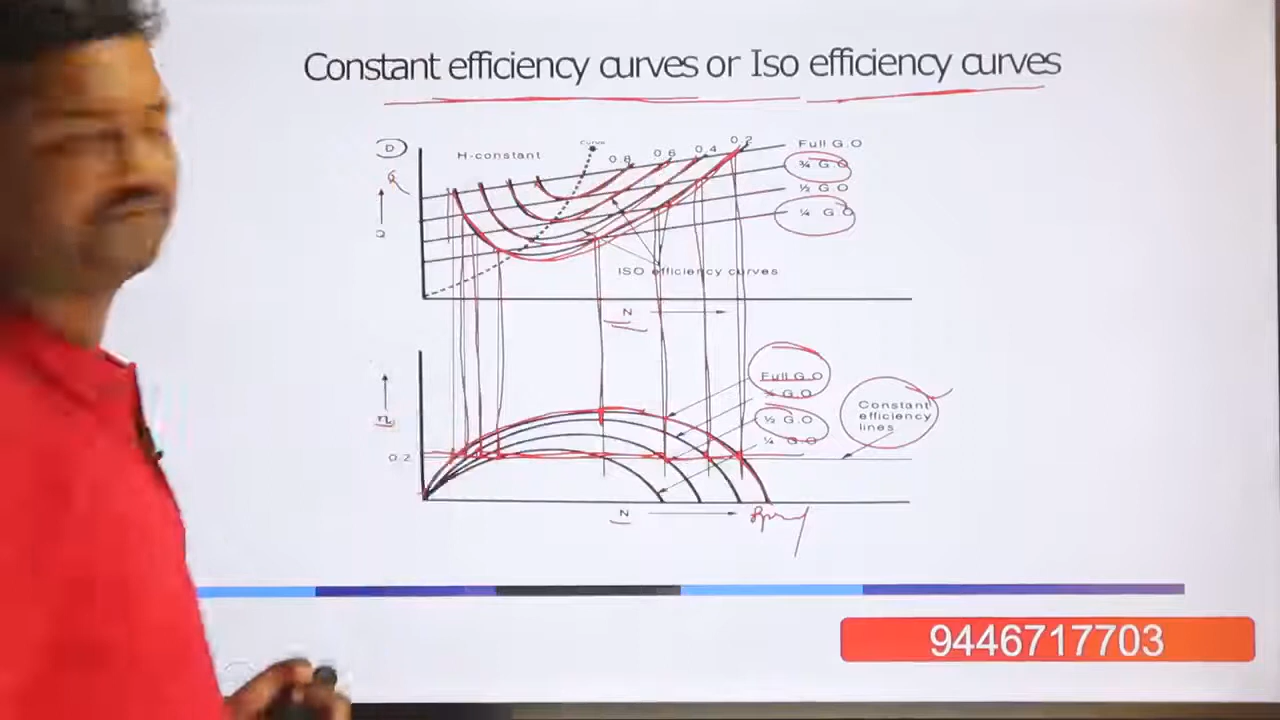 Constant efficiency curves or Iso efficiency curves
D
H-constant
Curve
0.8
0.6
0.4
0.2
Full G.O
¾ G.O
½ G.O
¼ G.O
Q
ISO efficiency curves
N
η
0.2
Full G.O
¾ G.O
½ G.O
¼ G.O
Constant
efficiency
lines
N
9446717703